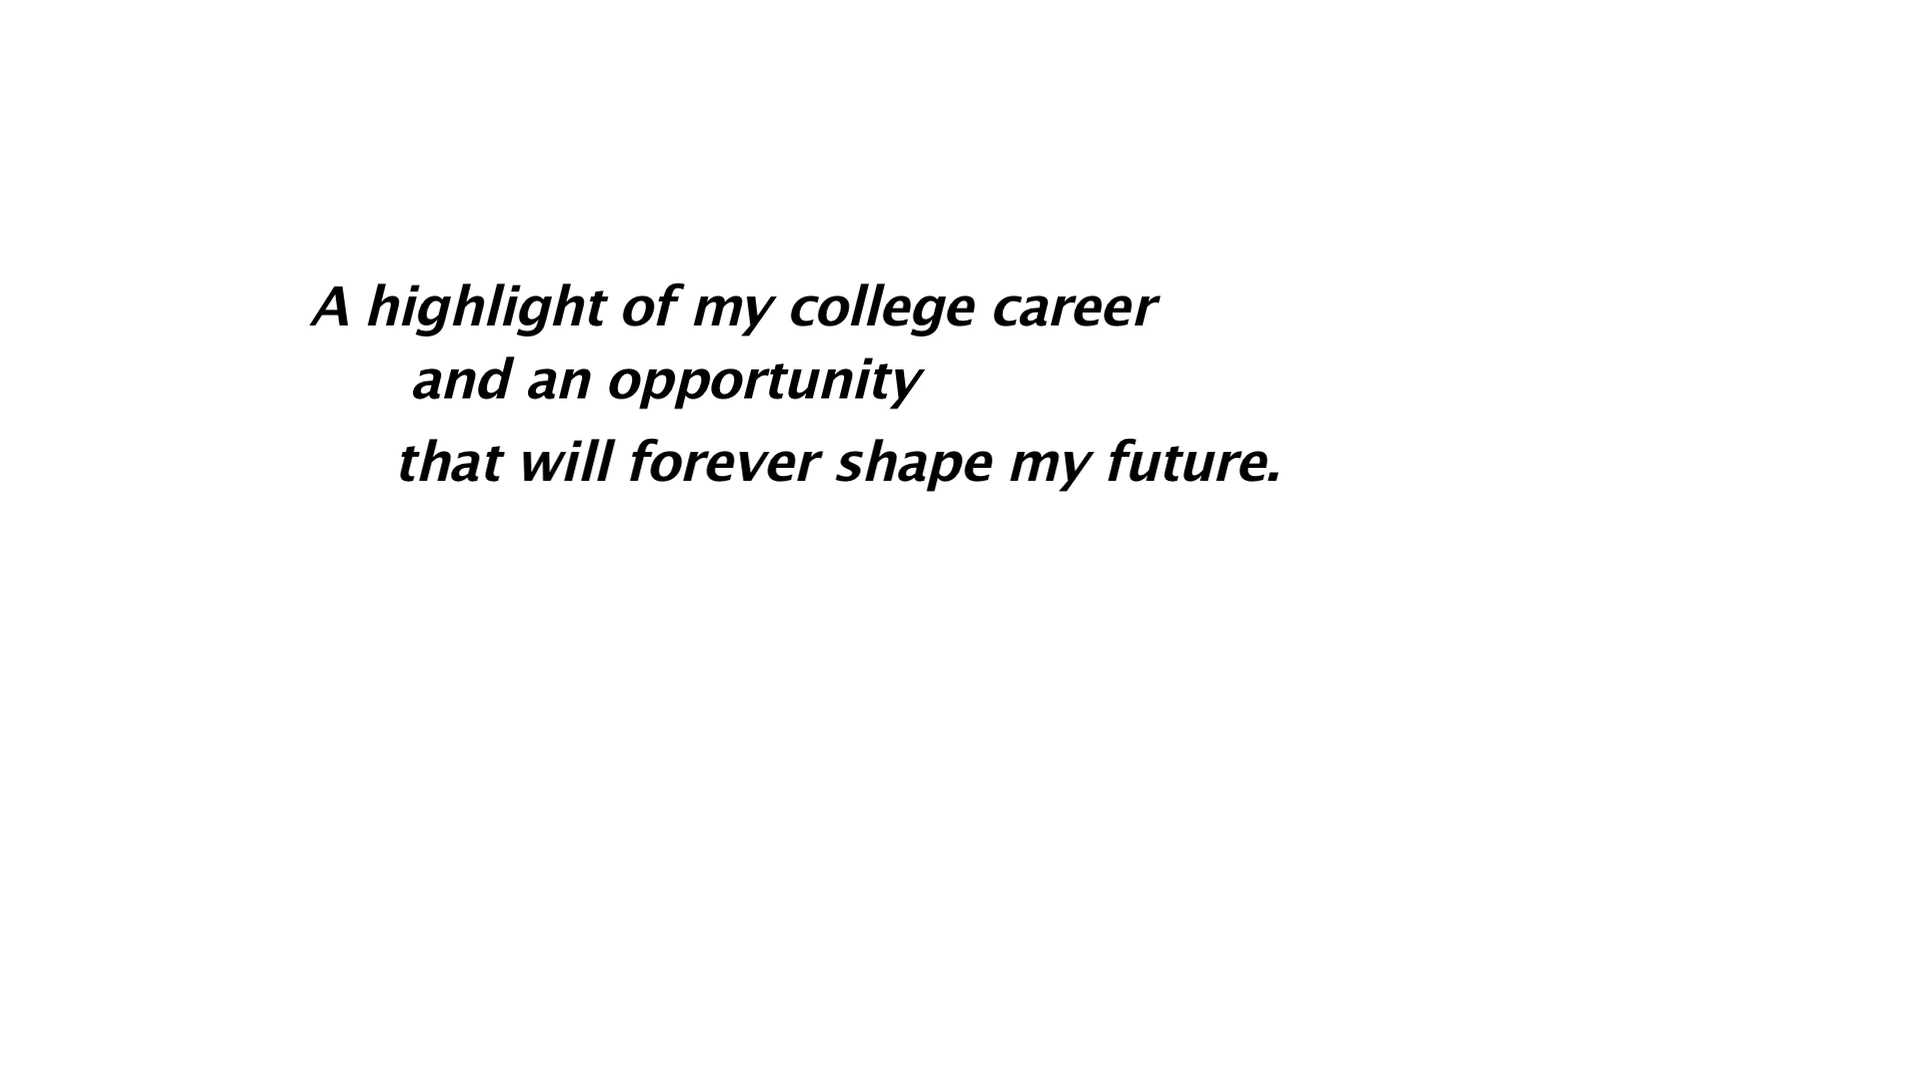 A highlight of my college career
and an opportunity
that will forever shape my future.